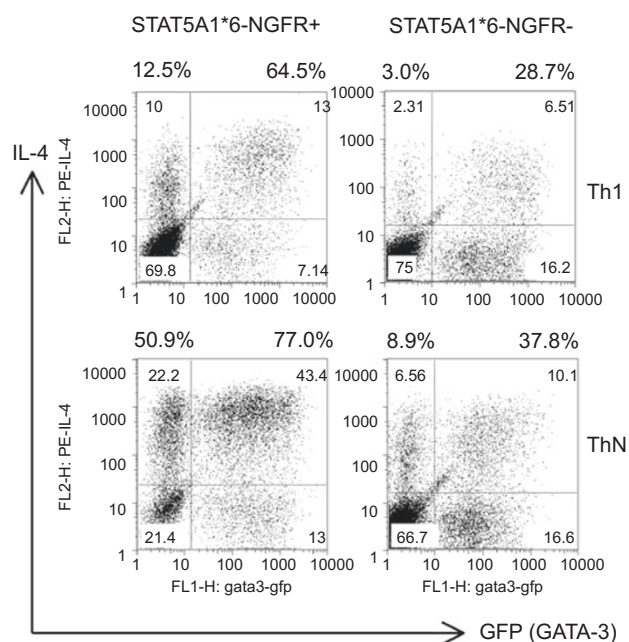 STAT5A1*6-NGFR+ STAT5A1*6-NGFR-
12.5% 64.5% 3.0% 28.7%
IL-4
FL2-H: PE-IL-4
10000
1000
100
10
1
10 13
69.8 7.14
1 10 100 1000 10000
10000
1000
100
10
1
2.31 6.51
75 16.2
1 10 100 1000 10000
Th1
50.9% 77.0% 8.9% 37.8%
FL2-H: PE-IL-4
10000
1000
100
10
1
22.2 43.4
21.4 13
1 10 100 1000 10000
FL1-H: gata3-gfp
10000
1000
100
10
1
6.56 10.1
66.7 16.6
1 10 100 1000 10000
FL1-H: gata3-gfp
ThN
GFP (GATA-3)